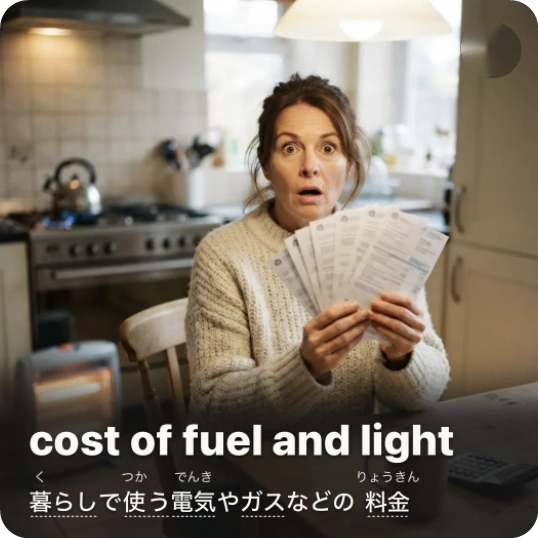 cost of fuel and light
く つか でんき りょうきん
暮らしで使う電気やガスなどの 料金